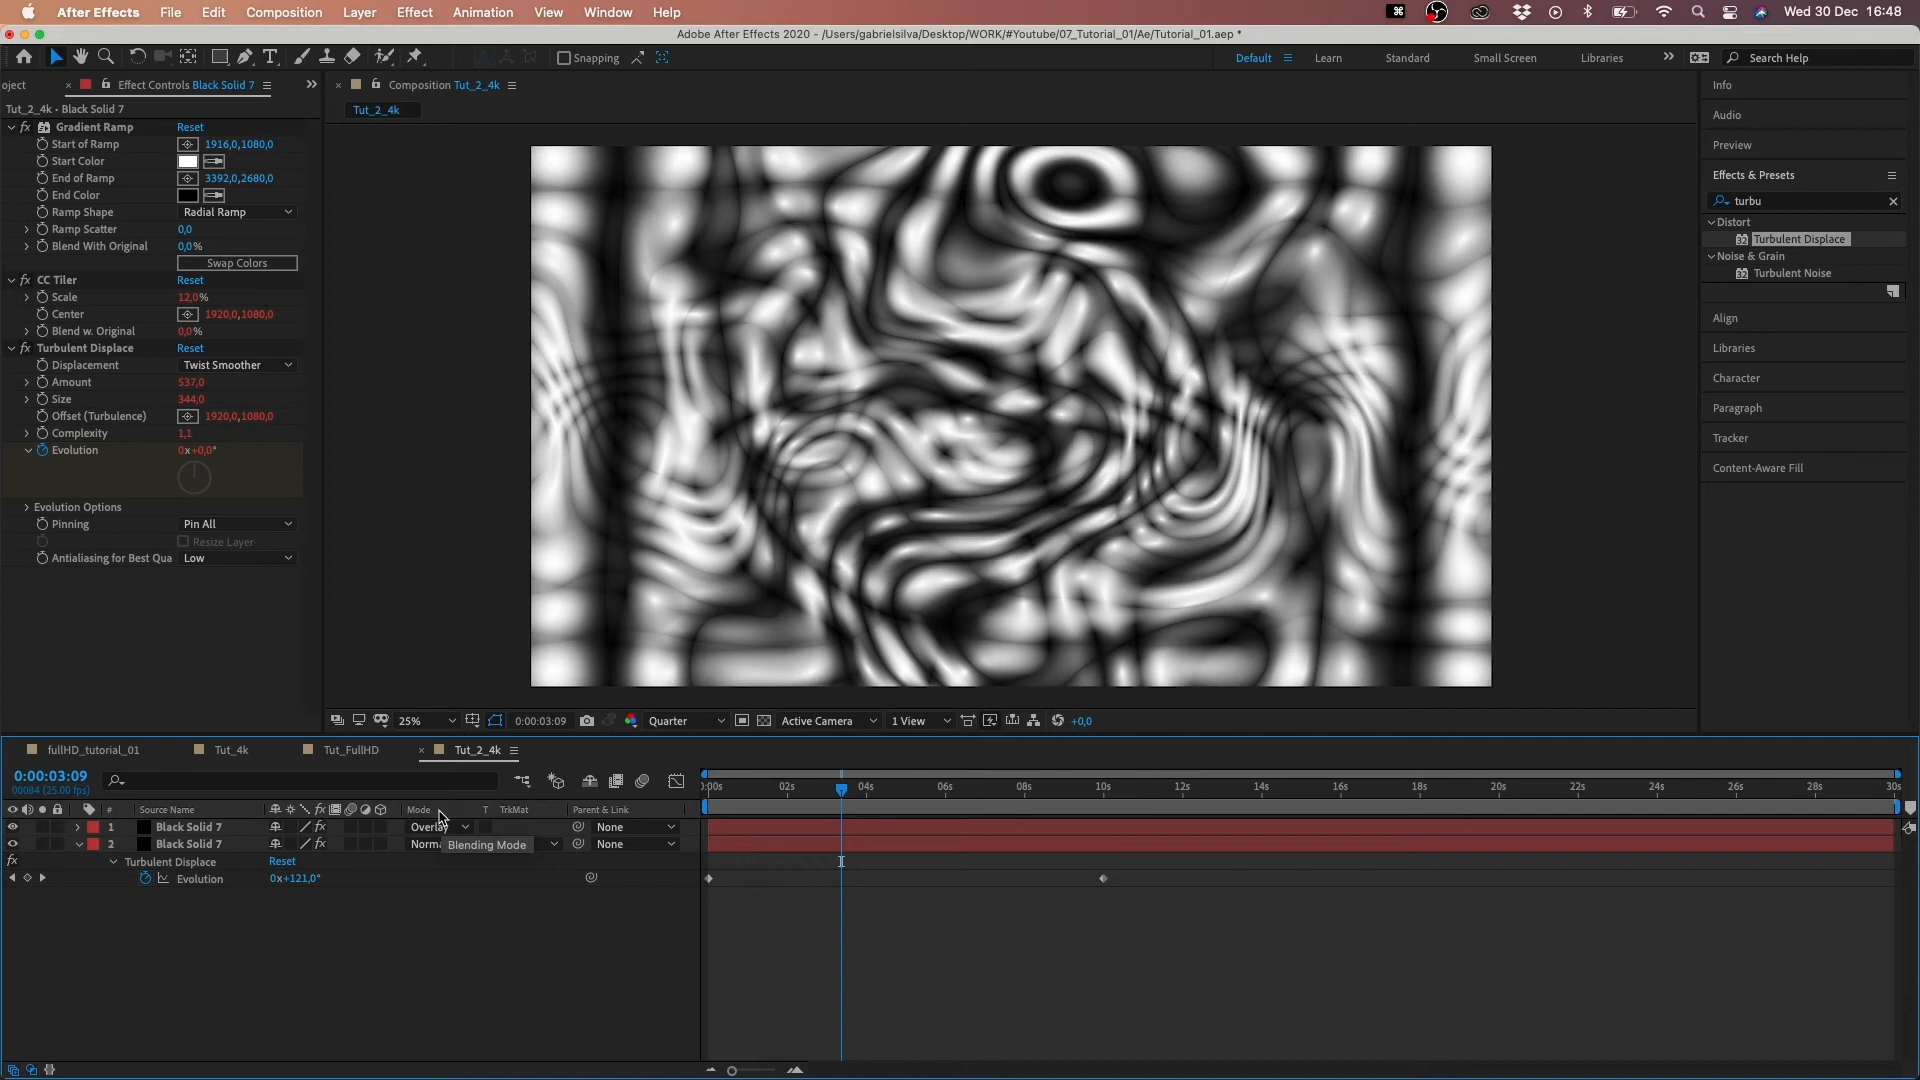 After Effects File Edit Composition Layer Effect Animation View Window Help Wed 30 Dec 16:48
Adobe After Effects 2020 - /Users/gabrielsilva/Desktop/WORK/#Youtube/07_Tutorial_01/Ae/Tutorial_01.aep *
Snapping Default Learn Standard Small Screen Libraries Search Help
oject Effect Controls Black Solid 7 Composition Tut_2_4k
Tut_2_4k • Black Solid 7
Tut_2_4k
fx Gradient Ramp Reset
Start of Ramp 1916,0,1080,0
Start Color
End of Ramp 3392,0,2680,0
End Color
Ramp Shape Radial Ramp
Ramp Scatter 0,0
Blend With Original 0,0%
Swap Colors
fx CC Tiler Reset
Scale 12,0%
Center 1920,0,1080,0
Blend w. Original 0,0%
fx Turbulent Displace Reset
Displacement Twist Smoother
Amount 537,0
Size 344,0
Offset (Turbulence) 1920,0,1080,0
Complexity 1,1
Evolution 0x+0,0°
Evolution Options
Pinning Pin All
Resize Layer
Antialiasing for Best Qua Low
Info
Audio
Preview
Effects & Presets
turbu
Distort
32 Turbulent Displace
Noise & Grain
32 Turbulent Noise
Align
Libraries
Character
Paragraph
Tracker
Content-Aware Fill
25% 0:00:03:09 Quarter Active Camera 1 View +0,0
fullHD_tutorial_01 Tut_4k Tut_FullHD Tut_2_4k
0:00:03:09
00084 (25.00 fps)
:00s 02s 04s 06s 08s 10s 12s 14s 16s 18s 20s 22s 24s 26s 28s 30s
# Source Name fx Mode T TrkMat Parent & Link
1 Black Solid 7 fx Overlay None
2 Black Solid 7 fx Norma None
Blending Mode
fx Turbulent Displace Reset
Evolution 0x+121,0°